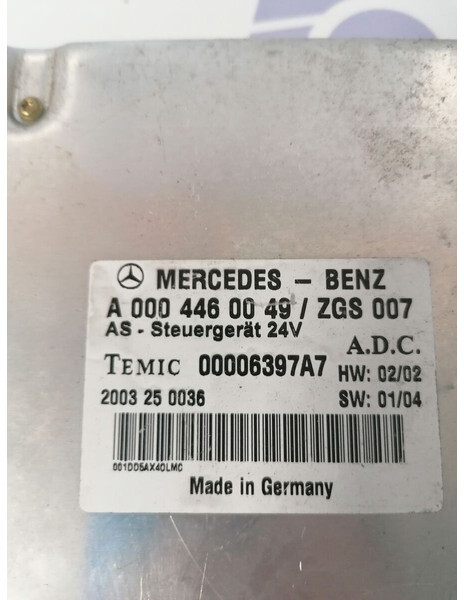 MERCEDES - BENZ
A 000 446 00 49 / ZGS 007
AS - Steuergerät 24V
A.D.C.
TEMIC 00006397A7 HW: 02/02
2003 25 0036 SW: 01/04
001DD5AX4DLMC
Made in Germany